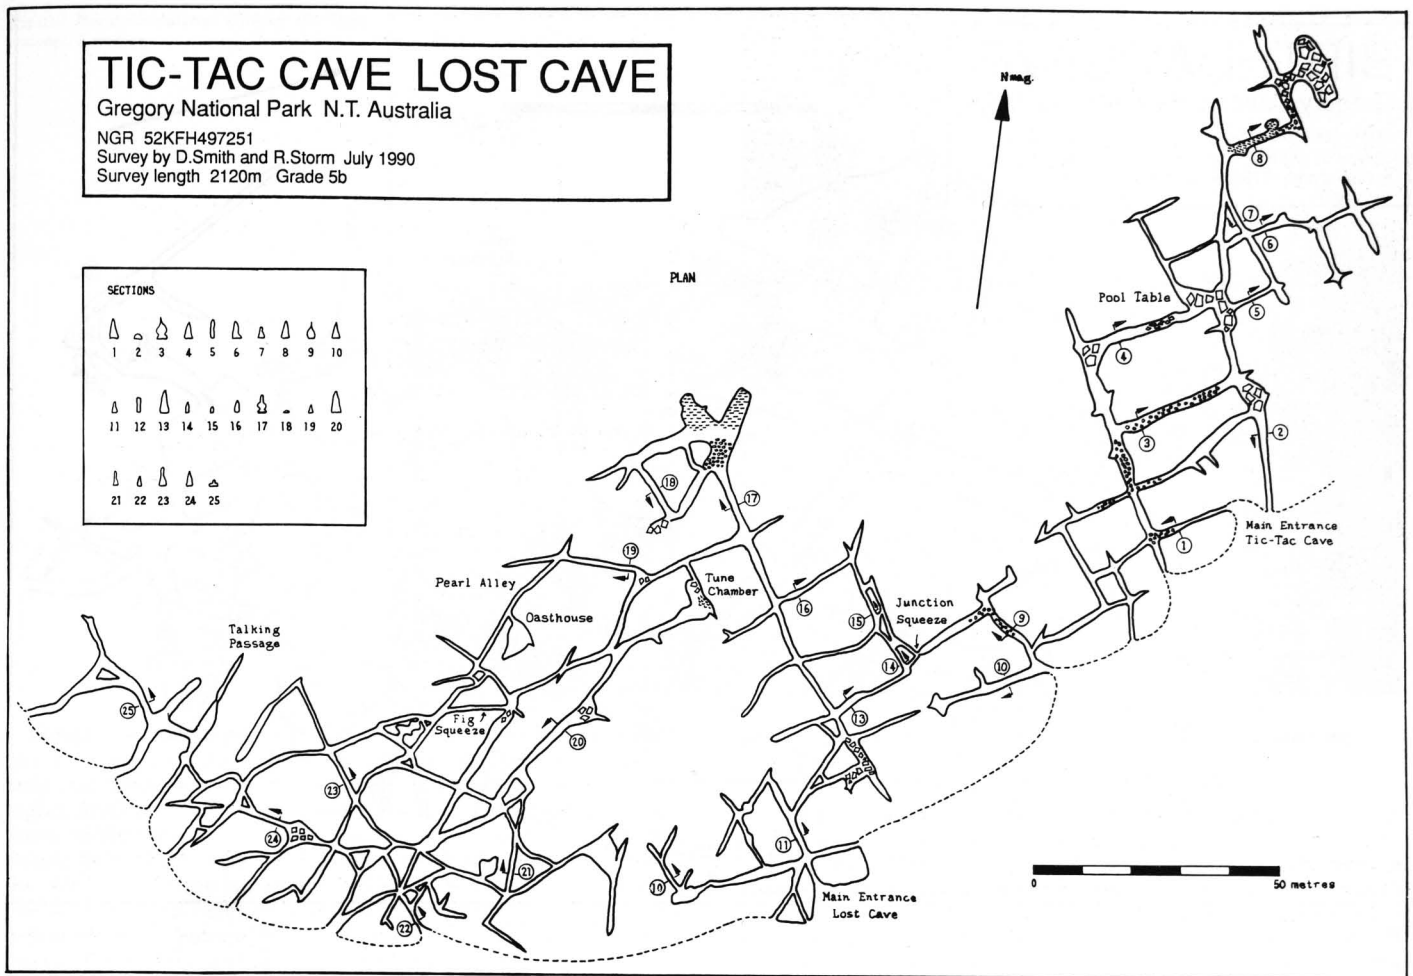 TIC-TAC CAVE LOST CAVE
Gregory National Park N.T. Australia
NGR 52KFH497251
Survey by D.Smith and R.Storm July 1990
Survey length 2120m Grade 5b
N mag.
PLAN
SECTIONS
1 2 3 4 5 6 7 8 9 10
11 12 13 14 15 16 17 18 19 20
21 22 23 24 25
8
7
6
Pool Table
5
4
3
2
Main Entrance
Tic-Tac Cave
1
18
17
19
Pearl Alley
Tune
Chamber
Oasthouse
16
15
Junction
Squeeze
9
14
10
Talking
Passage
25
Fig
Squeeze
13
20
23
24
11
21
10
22
Main Entrance
Lost Cave
0 50 metres